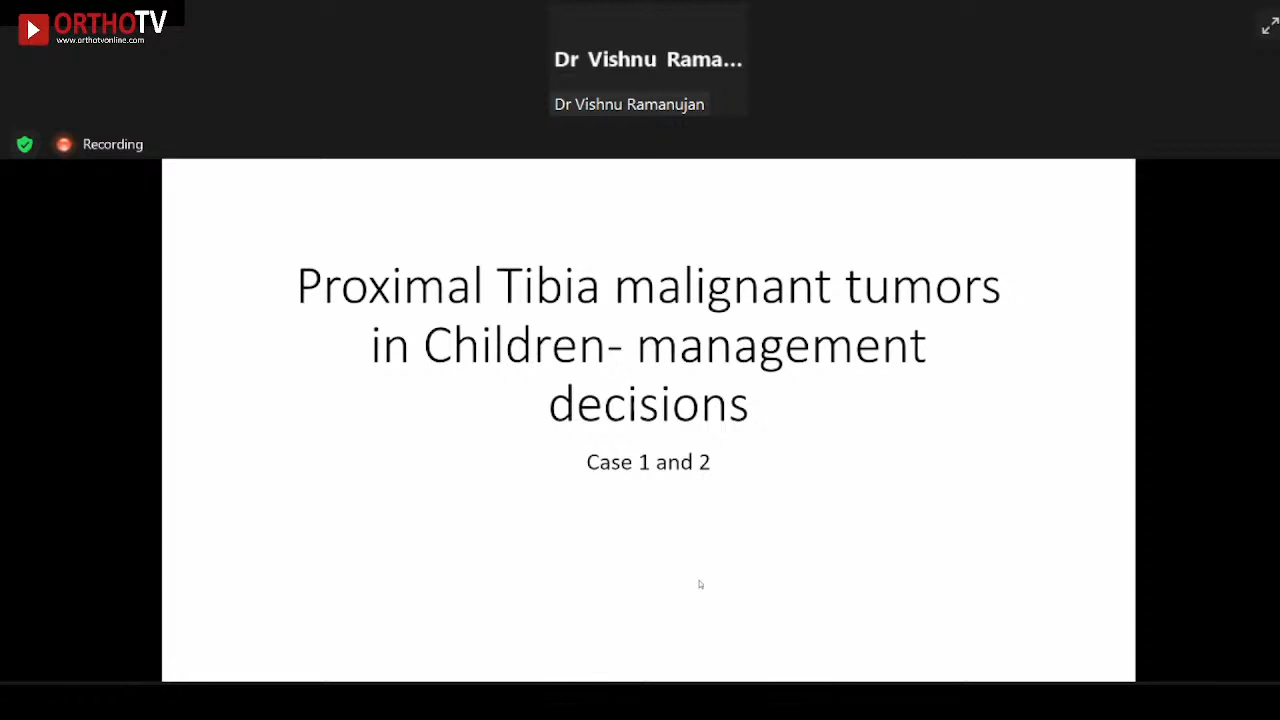 ORTHOTV
www.orthotvonline.com
Dr Vishnu Rama...
Dr Vishnu Ramanujan
Recording
Proximal Tibia malignant tumors
in Children- management
decisions
Case 1 and 2